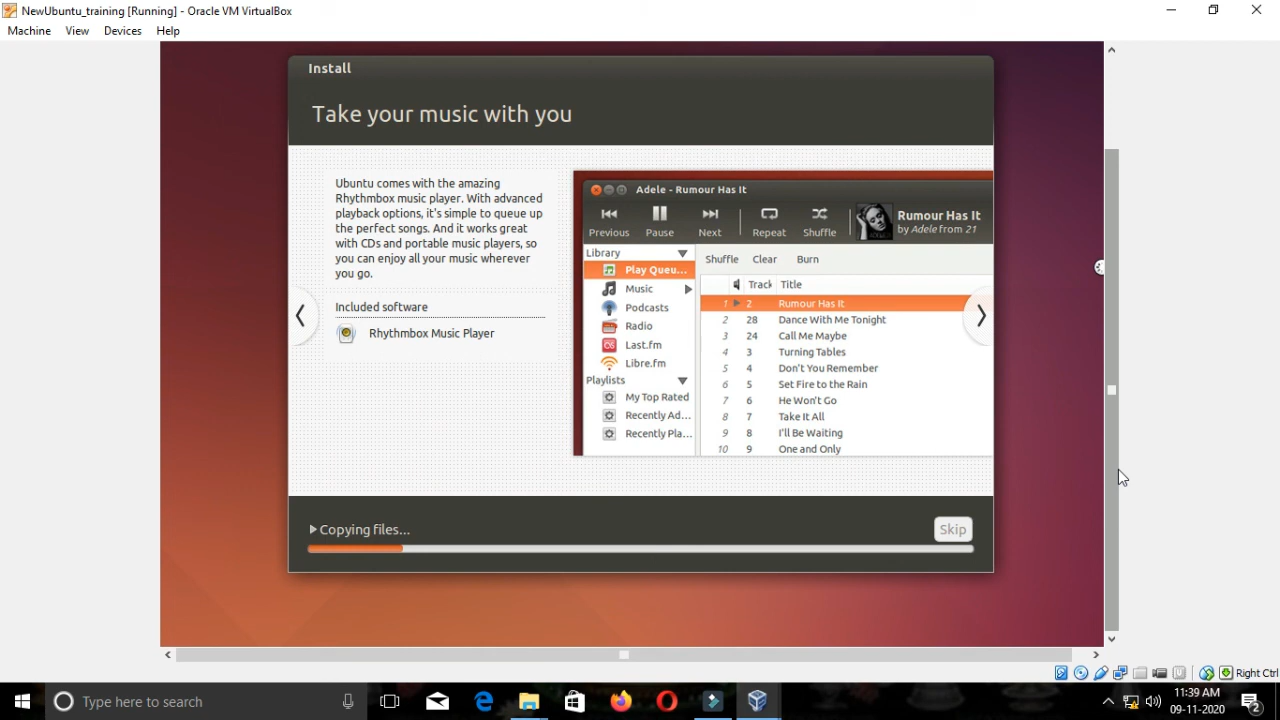 NewUbuntu_training [Running] - Oracle VM VirtualBox
Machine View Devices Help
Install
Take your music with you
Ubuntu comes with the amazing
Rhythmbox music player. With advanced
playback options, it's simple to queue up
the perfect songs. And it works great
with CDs and portable music players, so
you can enjoy all your music wherever
you go.
Included software
Rhythmbox Music Player
Adele - Rumour Has It
Previous Pause Next Repeat Shuffle
Rumour Has It
by Adele from 21
Library
Play Queu...
Music
Podcasts
Radio
Last.fm
Libre.fm
Playlists
My Top Rated
Recently Ad...
Recently Pla...
Shuffle Clear Burn
Track Title
1 2 Rumour Has It
2 28 Dance With Me Tonight
3 24 Call Me Maybe
4 3 Turning Tables
5 4 Don't You Remember
6 5 Set Fire to the Rain
7 6 He Won't Go
8 7 Take It All
9 8 I'll Be Waiting
10 9 One and Only
Copying files...
Skip
Right Ctrl
Type here to search
11:39 AM
09-11-2020
2